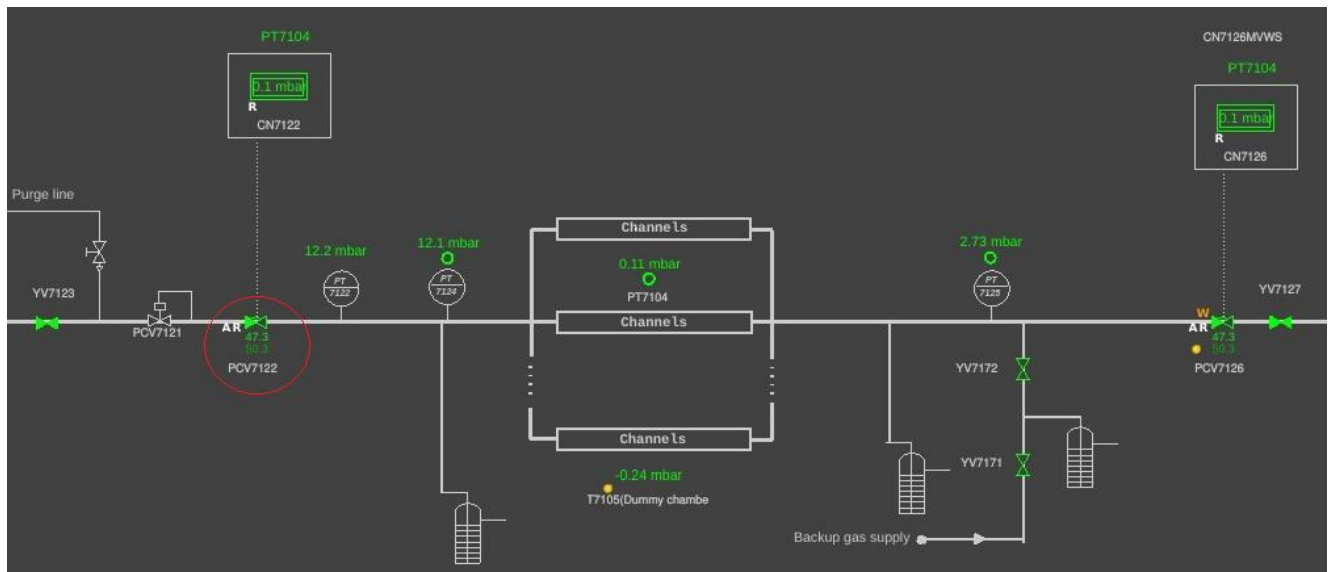 PT7104
CN7126MVWS
PT7104
0.1 mbar
R
CN7122
0.1 mbar
R
CN7126
Purge line
YV7123
PCV7121
AR
47.3
50.3
PCV7122
12.2 mbar
PT
7122
12.1 mbar
PT
7124
Channels
0.11 mbar
PT7104
Channels
Channels
-0.24 mbar
T7105(Dummy chambe
2.73 mbar
PT
7125
YV7172
YV7171
Backup gas supply
W
AR
47.3
50.3
PCV7126
YV7127